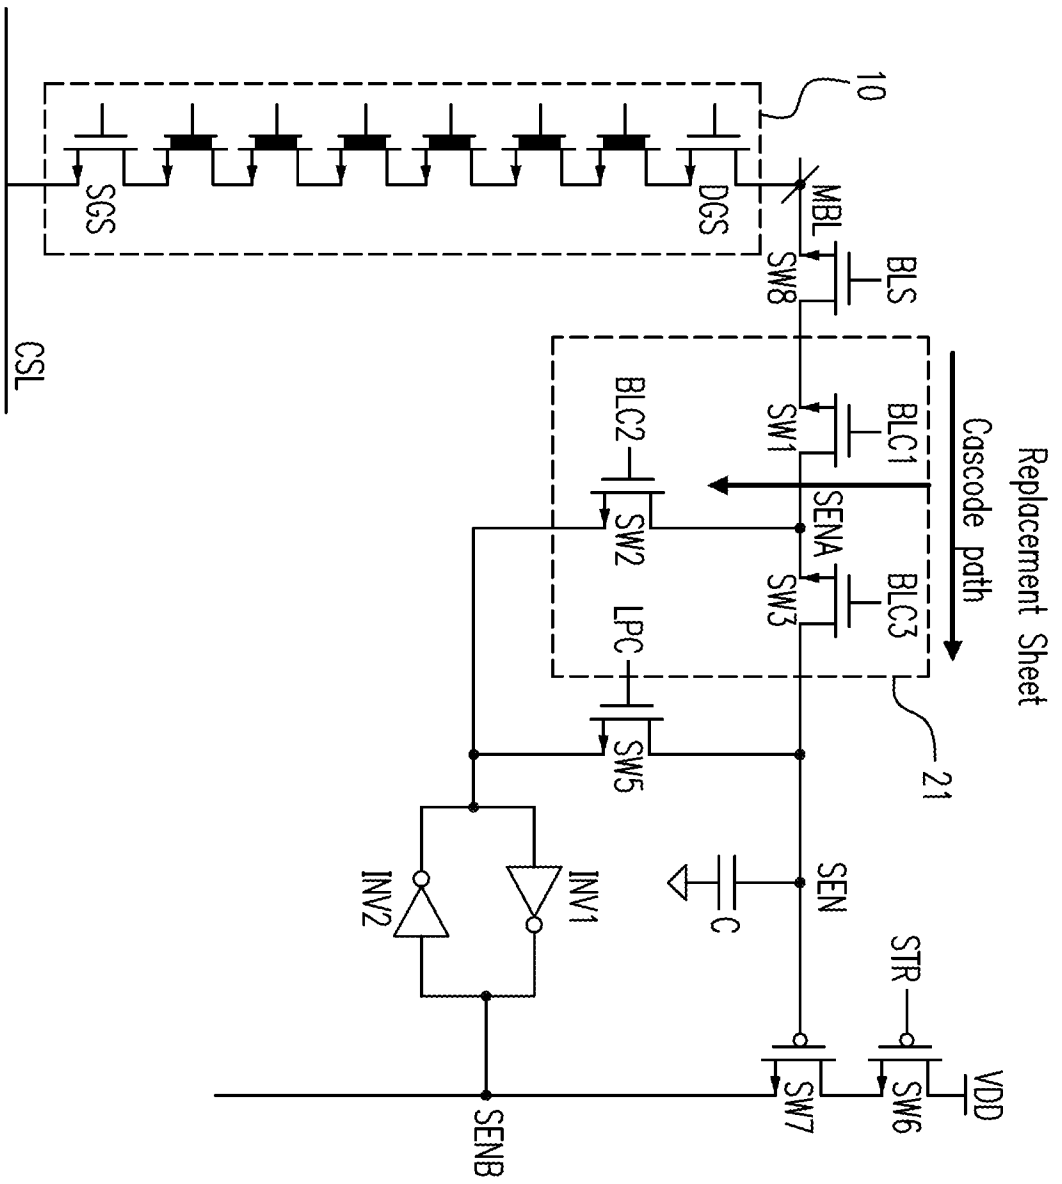 Replacement Sheet
Cascode path
21
10
VDD
STR
SW6
SW7
BLS
BLC1
BLC3
MBL
SW8
SW1
SENA
SW3
SEN
C
DGS
SGS
BLC2
SW2
LPC
SW5
INV1
INV2
SENB
CSL